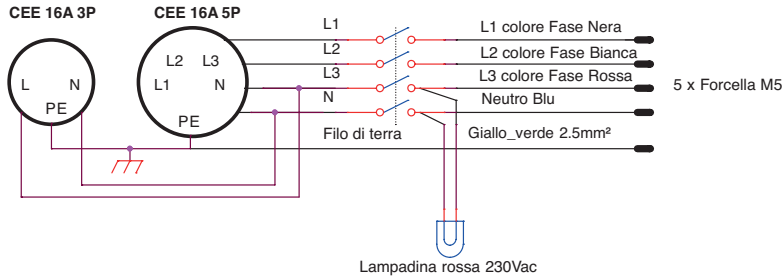 CEE 16A 3P
CEE 16A 5P
L1
L1 colore Fase Nera
L2
L2 colore Fase Bianca
L3
L3 colore Fase Rossa
5 x Forcella M5
N
Neutro Blu
Filo di terra
Giallo_verde 2.5mm²
L
N
PE
L2
L3
L1
N
PE
Lampadina rossa 230Vac